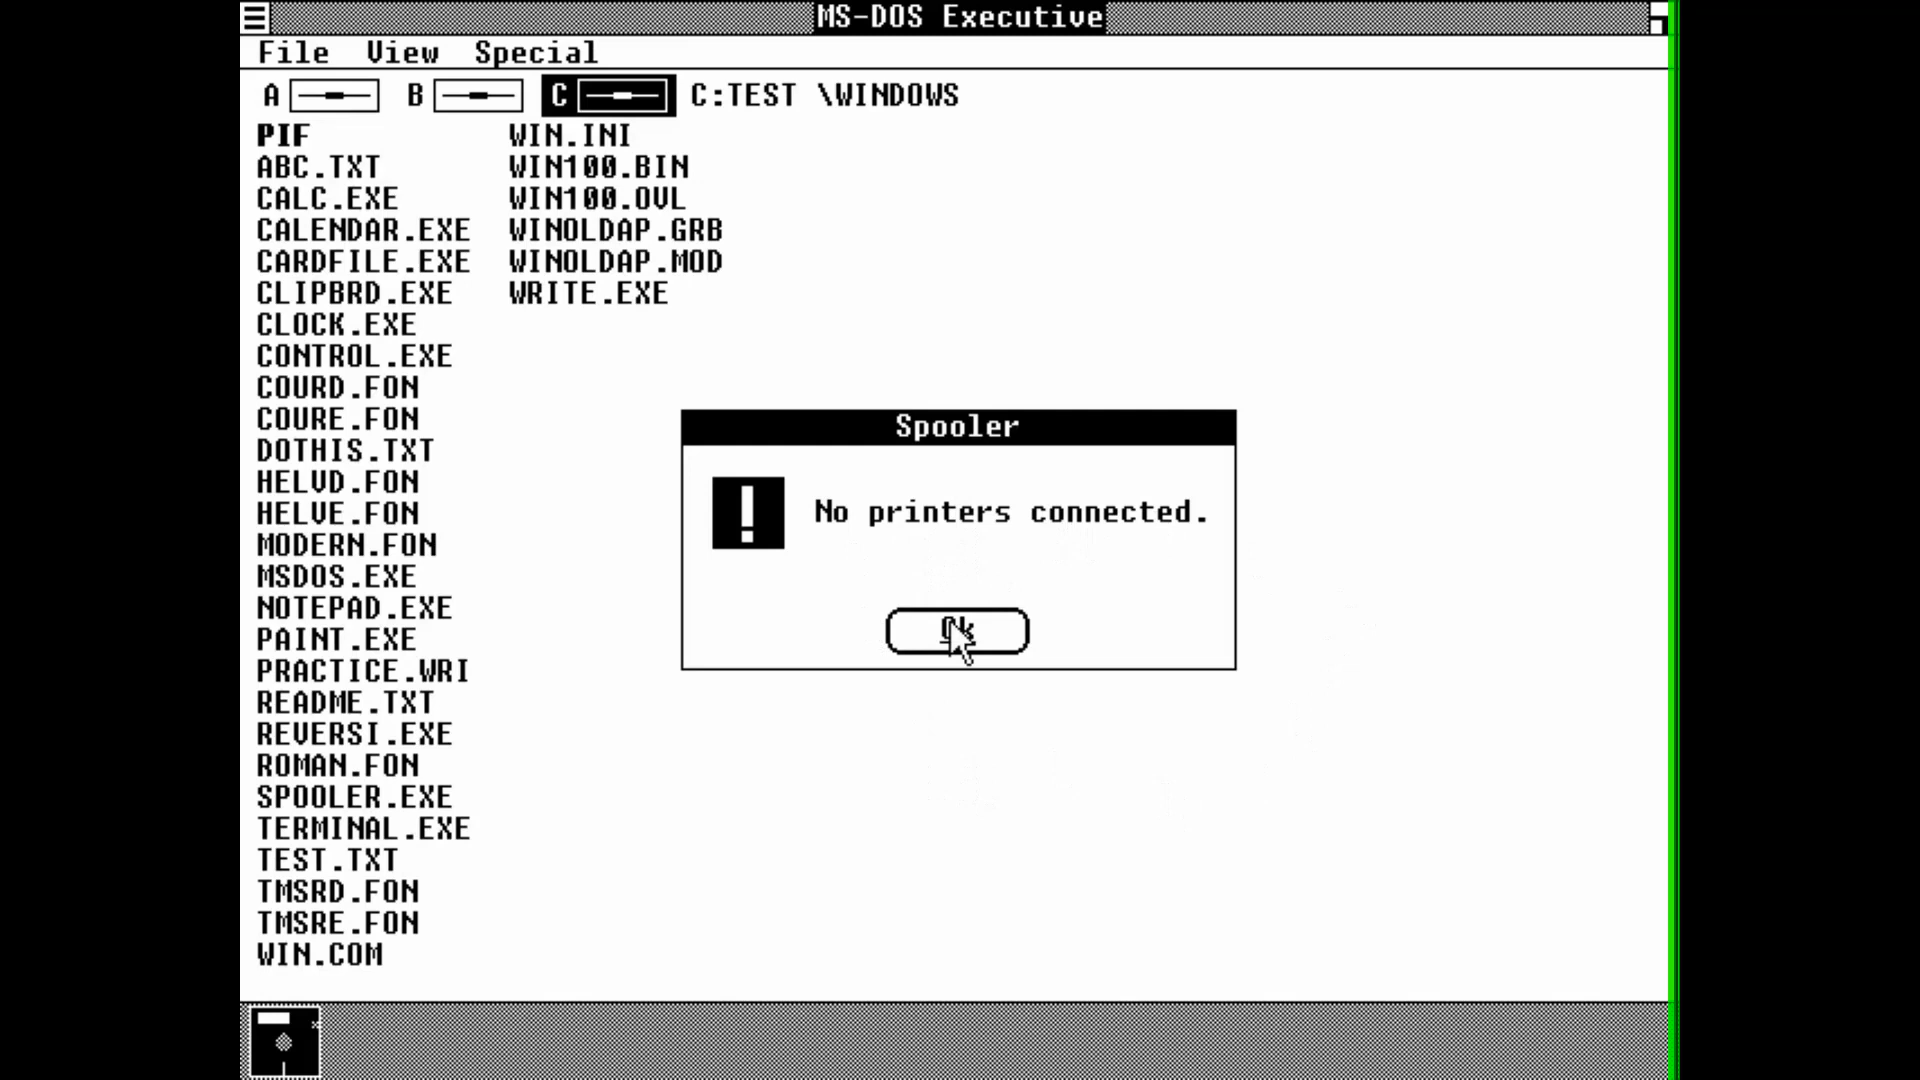 MS-DOS Executive
File View Special
A B C C:TEST \WINDOWS
PIF
ABC.TXT
CALC.EXE
CALENDAR.EXE
CARDFILE.EXE
CLIPBRD.EXE
CLOCK.EXE
CONTROL.EXE
COURD.FON
COURE.FON
DOTHIS.TXT
HELVD.FON
HELVE.FON
MODERN.FON
MSDOS.EXE
NOTEPAD.EXE
PAINT.EXE
PRACTICE.WRI
README.TXT
REVERSI.EXE
ROMAN.FON
SPOOLER.EXE
TERMINAL.EXE
TEST.TXT
TMSRD.FON
TMSRE.FON
WIN.COM
WIN.INI
WIN100.BIN
WIN100.OVL
WINOLDAP.GRB
WINOLDAP.MOD
WRITE.EXE
Spooler
! No printers connected.
Ok